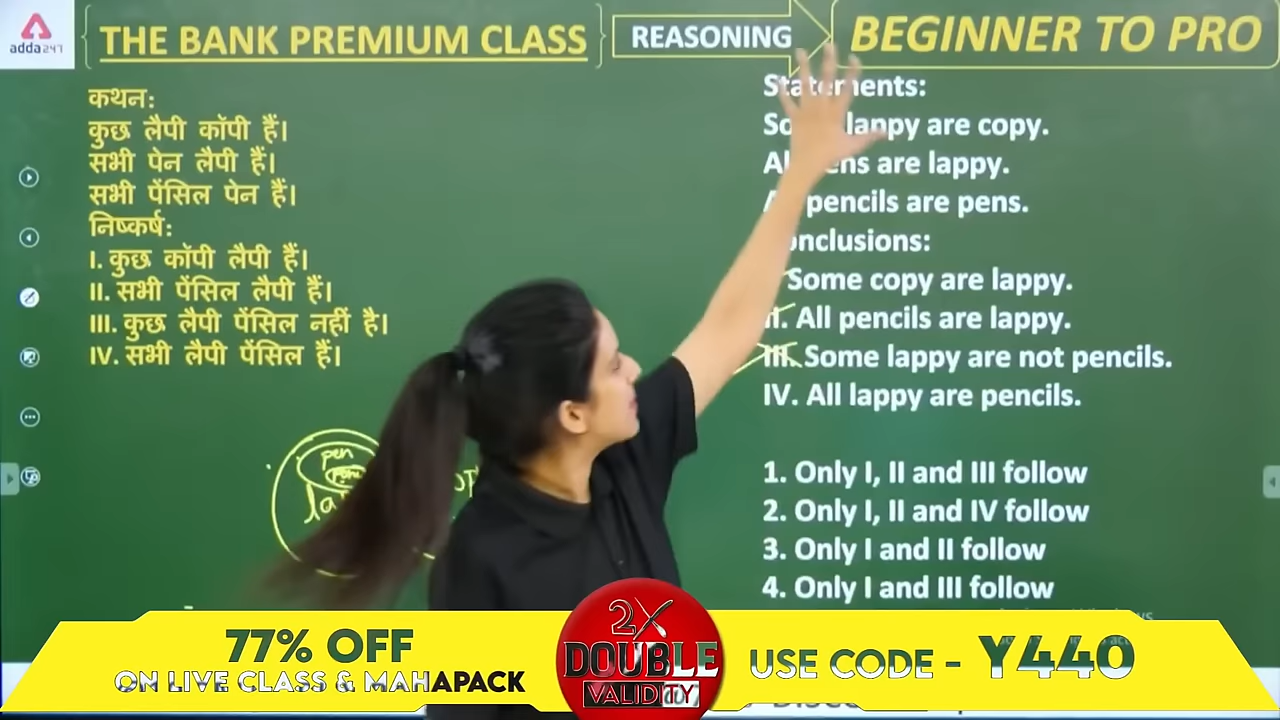 adda247
THE BANK PREMIUM CLASS
REASONING
BEGINNER TO PRO
कथन:
कुछ लैपी कॉपी हैं।
सभी पेन लैपी हैं।
सभी पेंसिल पेन हैं।
निष्कर्ष:
I. कुछ कॉपी लैपी हैं।
II. सभी पेंसिल लैपी हैं।
III. कुछ लैपी पेंसिल नहीं है।
IV. सभी लैपी पेंसिल हैं।
pen
Statements:
lappy are copy.
are lappy.
pencils are pens.
Some copy are lappy.
II. All pencils are lappy.
III. Some lappy are not pencils.
IV. All lappy are pencils.
1. Only I, II and III follow
2. Only I, II and IV follow
3. Only I and II follow
4. Only I and III follow
77% OFF
ON LIVE CLASS & MAHAPACK
2X
DOUBLE
VALIDITY
USE CODE - Y440